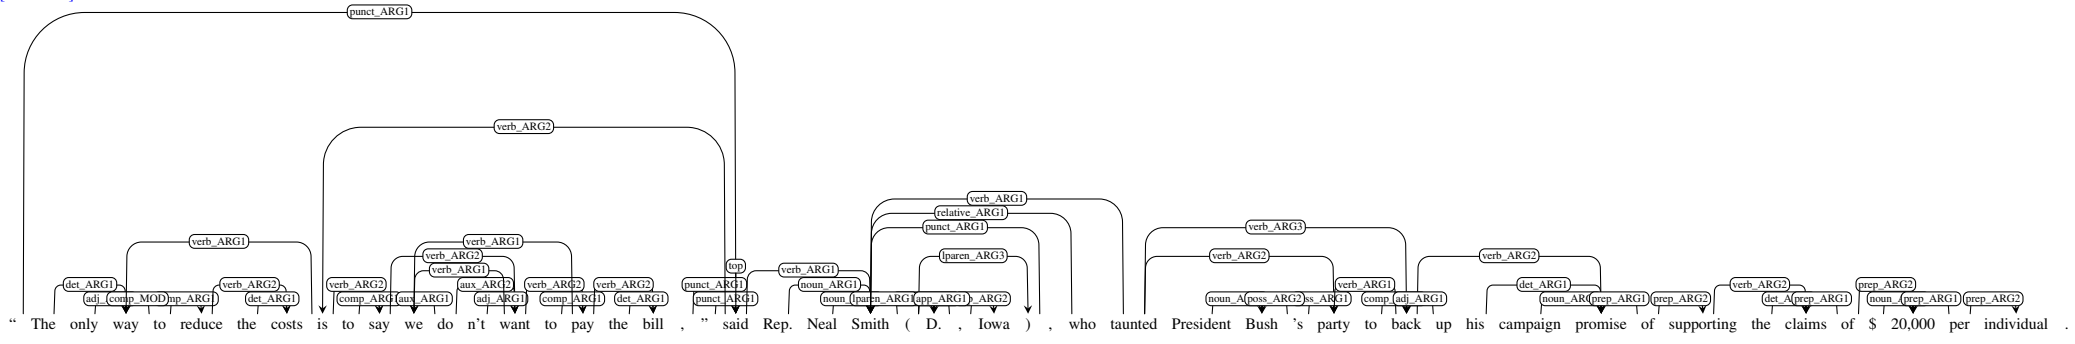 punct_ARG1
verb_ARG2
verb_ARG1
relative_ARG1
punct_ARG1
verb_ARG3
verb_ARG1 verb_ARG1
verb_ARG2 lparen_ARG3 verb_ARG2 verb_ARG2
verb_ARG1 top verb_ARG1
det_ARG1 verb_ARG2 verb_ARG2 aux_ARG2 verb_ARG2 verb_ARG2 punct_ARG1 noun_ARG1 verb_ARG1 det_ARG1 verb_ARG2 prep_ARG2
comp_MOD det_ARG1 aux_ARG1 adj_ARG1 comp_ARG1 det_ARG1 punct_ARG1 app_ARG1 poss_ARG2 adj_ARG1 prep_ARG1 prep_ARG2 prep_ARG1 prep_ARG1 prep_ARG2
“ The only way to reduce the costs is to say we do n’t want to pay the bill , ” said Rep. Neal Smith ( D. , Iowa ) , who taunted President Bush ’s party to back up his campaign promise of supporting the claims of $ 20,000 per individual .